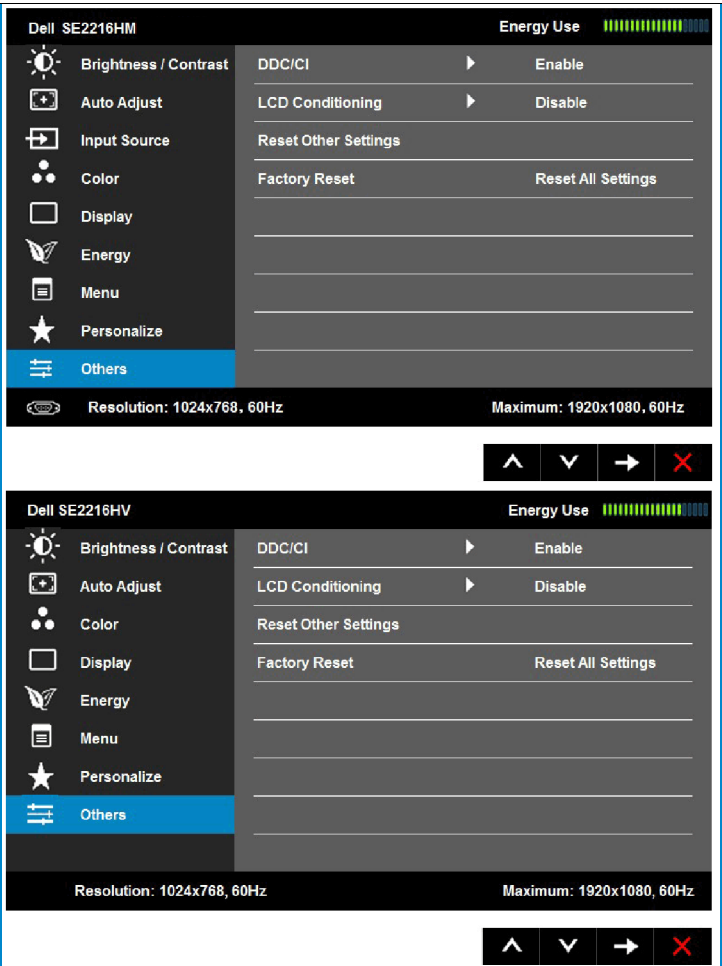 Dell SE2216HM Energy Use
Brightness / Contrast DDC/CI Enable
Auto Adjust LCD Conditioning Disable
Input Source Reset Other Settings
Color Factory Reset Reset All Settings
Display
Energy
Menu
Personalize
Others
Resolution: 1024x768, 60Hz Maximum: 1920x1080, 60Hz
Dell SE2216HV Energy Use
Brightness / Contrast DDC/CI Enable
Auto Adjust LCD Conditioning Disable
Color Reset Other Settings
Display Factory Reset Reset All Settings
Energy
Menu
Personalize
Others
Resolution: 1024x768, 60Hz Maximum: 1920x1080, 60Hz